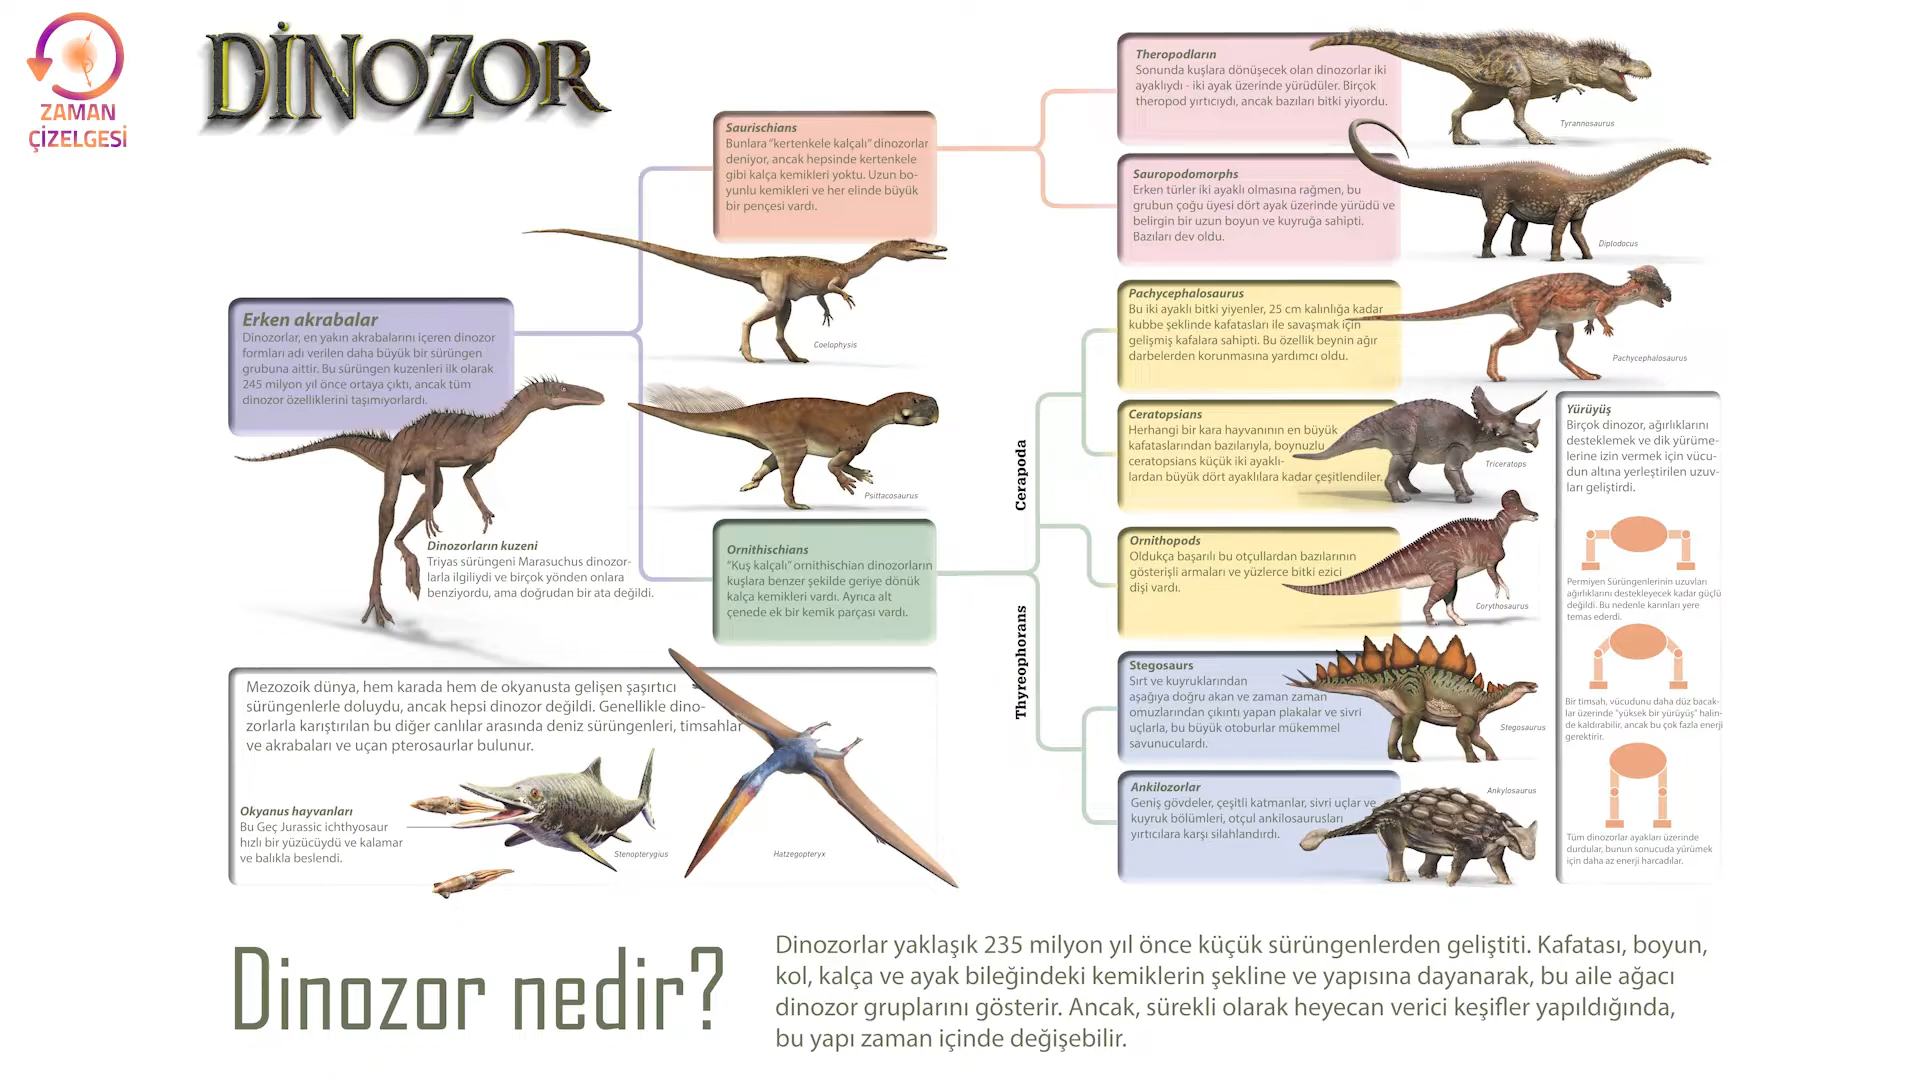 ZAMAN
ÇİZELGESİ
DİNOZOR
Erken akrabalar
Dinozorlar, en yakın akrabalarını içeren dinozor
formları adı verilen daha büyük bir sürüngen
grubuna aittir. Bu sürüngen kuzenleri ilk olarak
245 milyon yıl önce ortaya çıktı, ancak tüm
dinozor özelliklerini taşımıyorlardı.
Dinozorların kuzeni
Triyas sürüngeni Marasuchus dinozor-
larla ilgiliydi ve birçok yönden onlara
benziyordu, ama doğrudan bir ata değildi.
Saurischians
Bunlara “kertenkele kalçalı” dinozorlar
deniyor, ancak hepsinde kertenkele
gibi kalça kemikleri yoktu. Uzun bo-
yunlu kemikleri ve her elinde büyük
bir pençesi vardı.
Coelophysis
Psittacosaurus
Ornithischians
“Kuş kalçalı” ornithischian dinozorların
kuşlara benzer şekilde geriye dönük
kalça kemikleri vardı. Ayrıca alt
çenede ek bir kemik parçası vardı.
Theropodların
Sonunda kuşlara dönüşecek olan dinozorlar iki
ayaklıydı - iki ayak üzerinde yürüdüler. Birçok
theropod yırtıcıydı, ancak bazıları bitki yiyordu.
Tyrannosaurus
Sauropodomorphs
Erken türler iki ayaklı olmasına rağmen, bu
grubun çoğu üyesi dört ayak üzerinde yürüdü ve
belirgin bir uzun boyun ve kuyruğa sahipti.
Bazıları dev oldu.
Diplodocus
Cerapoda
Pachycephalosaurus
Bu iki ayaklı bitki yiyenler, 25 cm kalınlığa kadar
kubbe şeklinde kafatasları ile savaşmak için
gelişmiş kafalara sahipti. Bu özellik beynin ağır
darbelerden korunmasına yardımcı oldu.
Pachycephalosaurus
Ceratopsians
Herhangi bir kara hayvanının en büyük
kafataslarından bazılarıyla, boynuzlu
ceratopsians küçük iki ayaklı-
lardan büyük dört ayaklılara kadar çeşitlendiler.
Triceratops
Ornithopods
Oldukça başarılı bu otçullardan bazılarının
gösterişli armaları ve yüzlerce bitki ezici
dişi vardı.
Corythosaurus
Thyreophorans
Stegosaurs
Sırt ve kuyruklarından
aşağıya doğru akan ve zaman zaman
omuzlarından çıkıntı yapan plakalar ve sivri
uçlarla, bu büyük otoburlar mükemmel
savunuculardı.
Stegosaurus
Ankilozorlar
Geniş gövdeler, çeşitli katmanlar, sivri uçlar ve
kuyruk bölümleri, otçul ankilosaurusları
yırtıcılara karşı silahlandırdı.
Ankylosaurus
Yürüyüş
Birçok dinozor, ağırlıklarını
desteklemek ve dik yürüme-
lerine izin vermek için vücu-
dun altına yerleştirilen uzuv-
ları geliştirdi.
Permiyen Sürüngenlerinin uzuvları
ağırlıklarını destekleyecek kadar güçlü
değildi. Bu nedenle karınları yere
temas ederdi.
Bir timsah, vücudunu daha düz bacak-
lar üzerinde "yüksek bir yürüyüş" halin-
de kaldırabilir, ancak bu çok fazla enerji
gerektirir.
Tüm dinozorlar ayakları üzerinde
durdular, bunun sonucuda yürümek
için daha az enerji harcadılar.
Mezozoik dünya, hem karada hem de okyanusta gelişen şaşırtıcı
sürüngenlerle doluydu, ancak hepsi dinozor değildi. Genellikle dino-
zorlarla karıştırılan bu diğer canlılar arasında deniz sürüngenleri, timsahlar
ve akrabaları ve uçan pterosaurlar bulunur.
Okyanus hayvanları
Bu Geç Jurassic ichthyosaur
hızlı bir yüzücüydü ve kalamar
ve balıkla beslendi.
Stenopterygius
Hatzegopteryx
Dinozor nedir?
Dinozorlar yaklaşık 235 milyon yıl önce küçük sürüngenlerden geliştiti. Kafatası, boyun,
kol, kalça ve ayak bileğindeki kemiklerin şekline ve yapısına dayanarak, bu aile ağacı
dinozor gruplarını gösterir. Ancak, sürekli olarak heyecan verici keşifler yapıldığında,
bu yapı zaman içinde değişebilir.